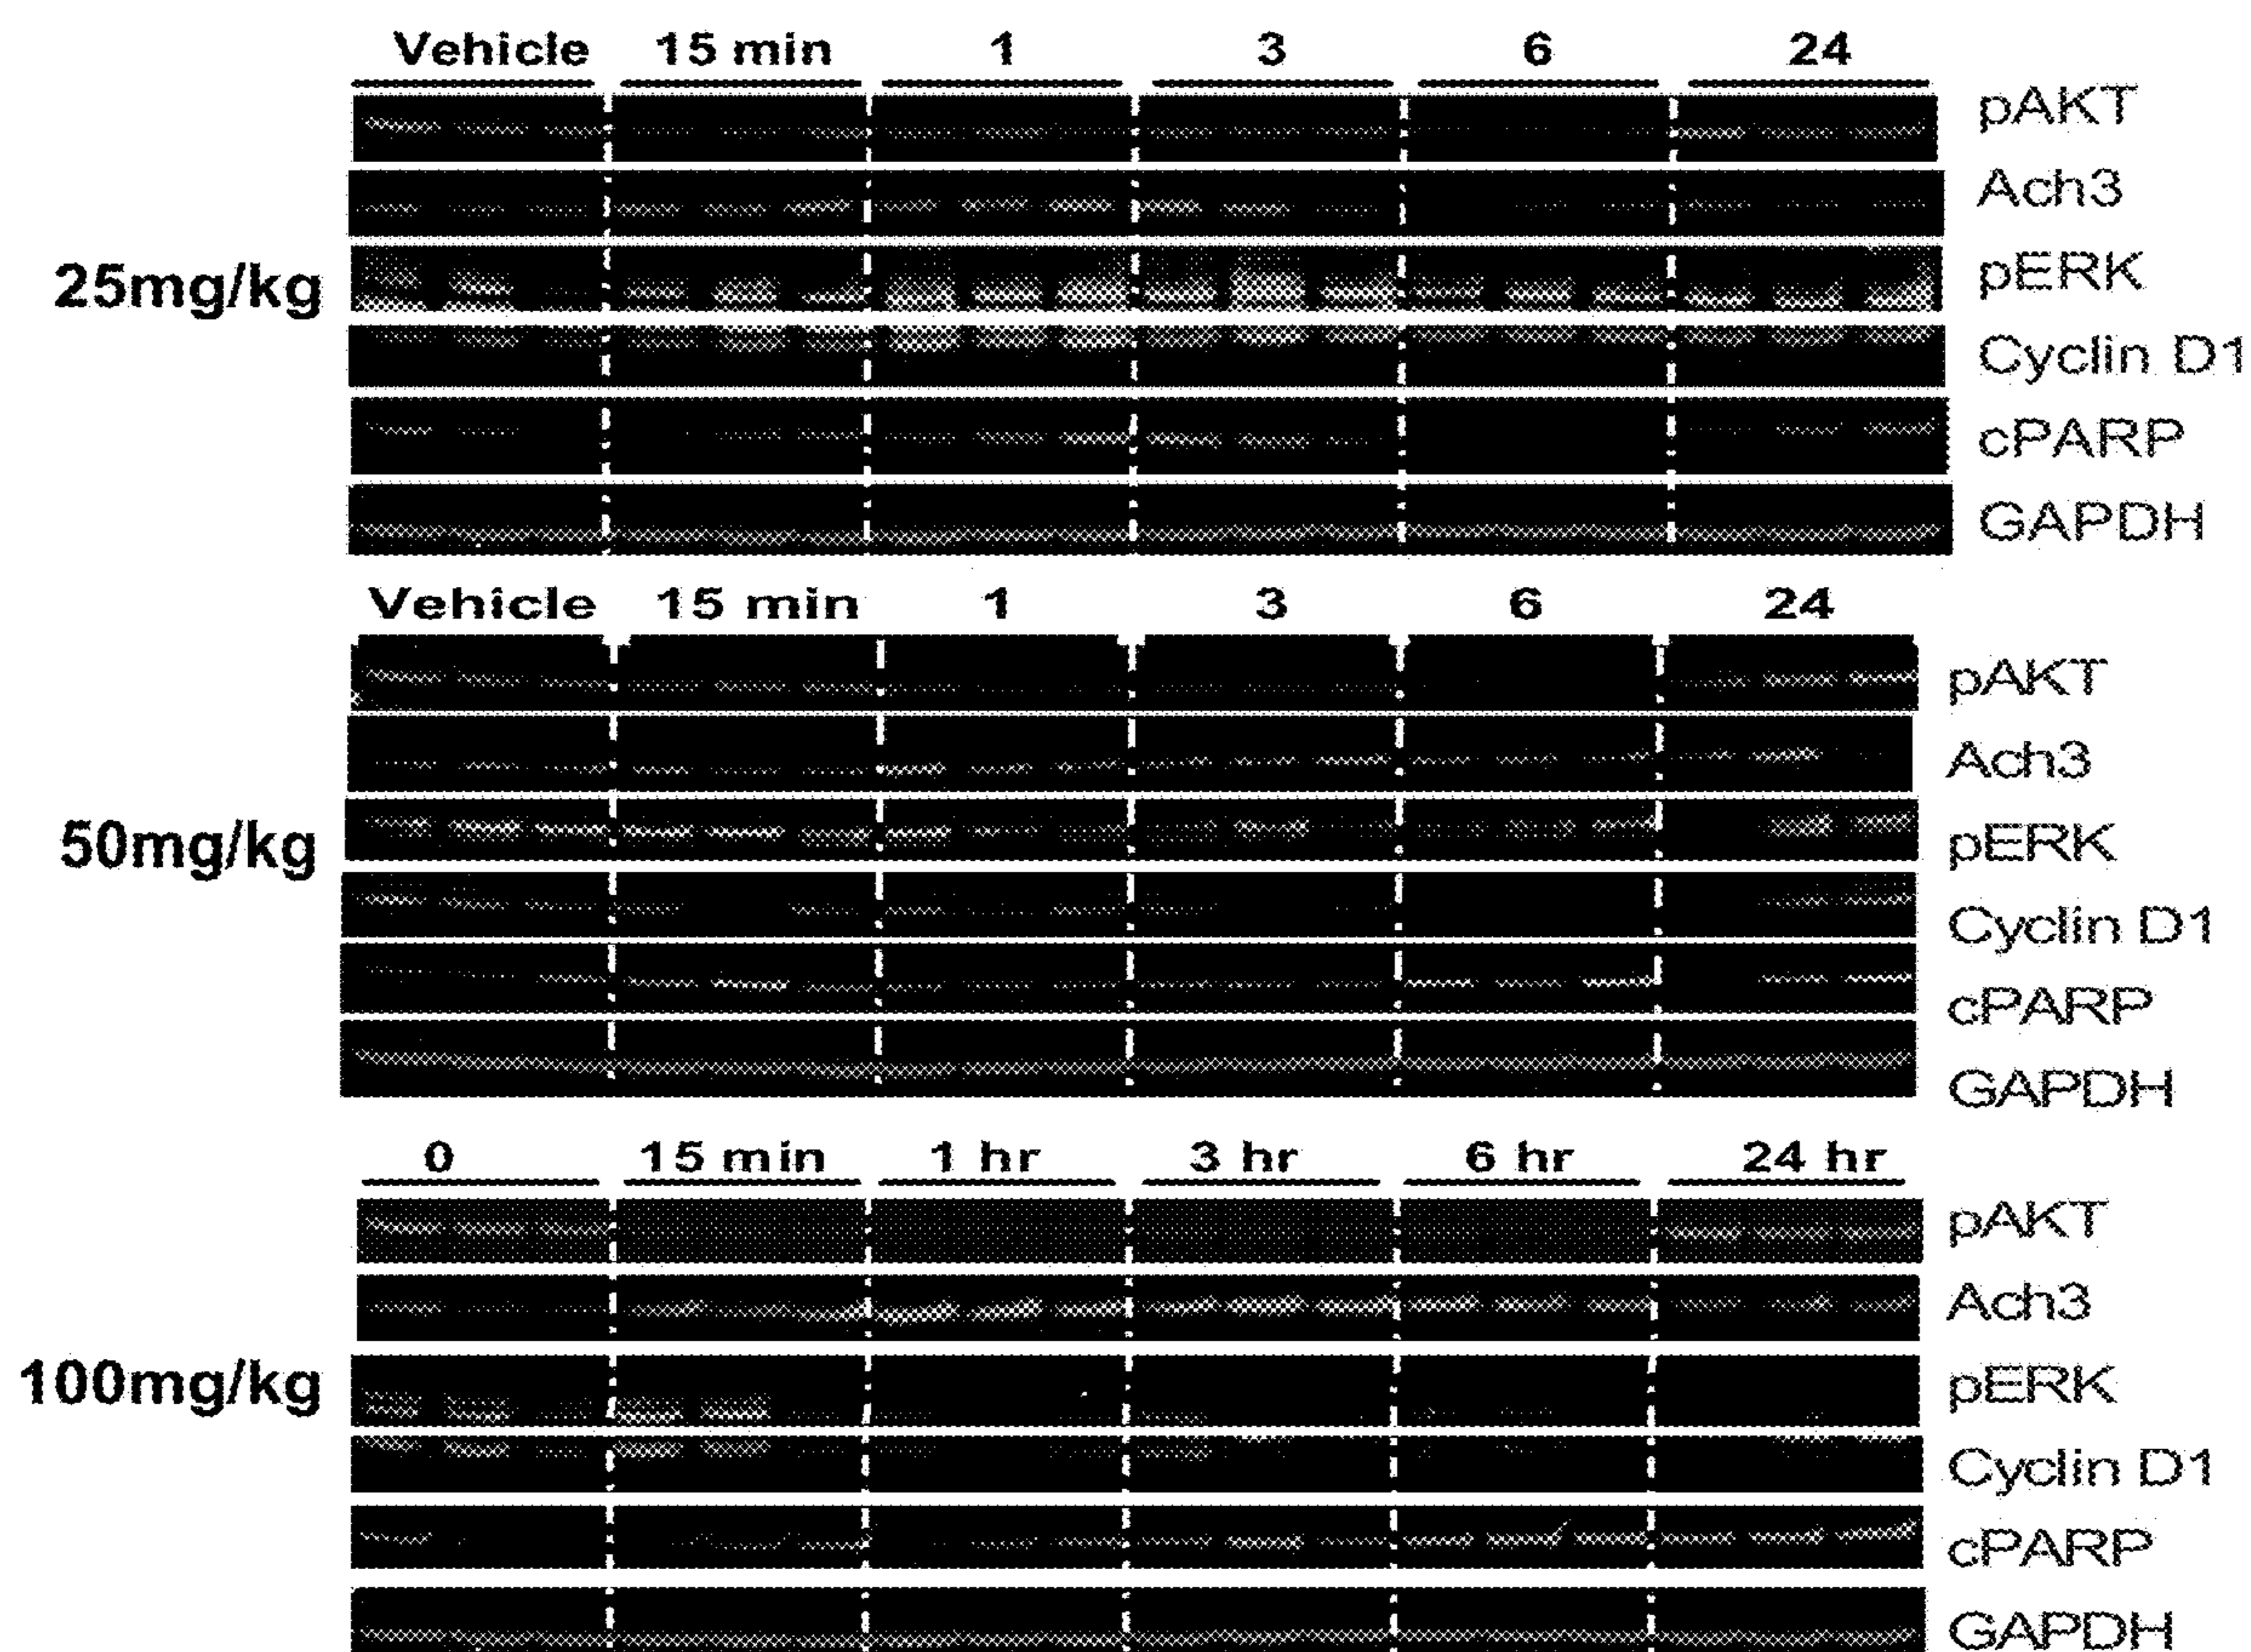 Vehicle 15 min 1 3 6 24
pAKT
Ach3
25mg/kg pERK
Cyclin D1
cPARP
GAPDH
Vehicle 15 min 1 3 6 24
pAKT
Ach3
50mg/kg pERK
Cyclin D1
cPARP
GAPDH
0 15 min 1 hr 3 hr 6 hr 24 hr
pAKT
Ach3
100mg/kg pERK
Cyclin D1
cPARP
GAPDH